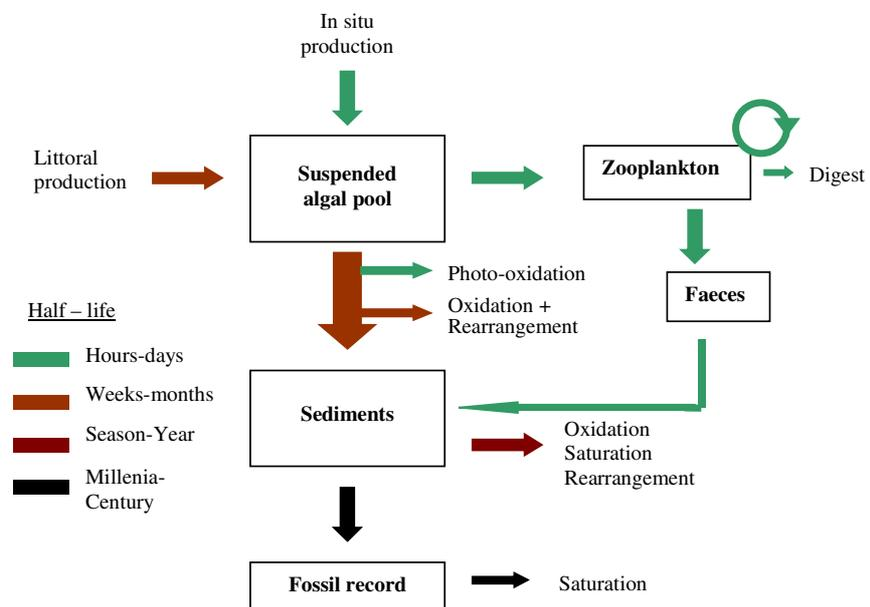 In situ
production
Littoral
production
Suspended
algal pool
Zooplankton
Digest
Photo-oxidation
Oxidation +
Rearrangement
Faeces
Half – life
Hours-days
Weeks-months
Season-Year
Millenia-
Century
Sediments
Oxidation
Saturation
Rearrangement
Fossil record
Saturation